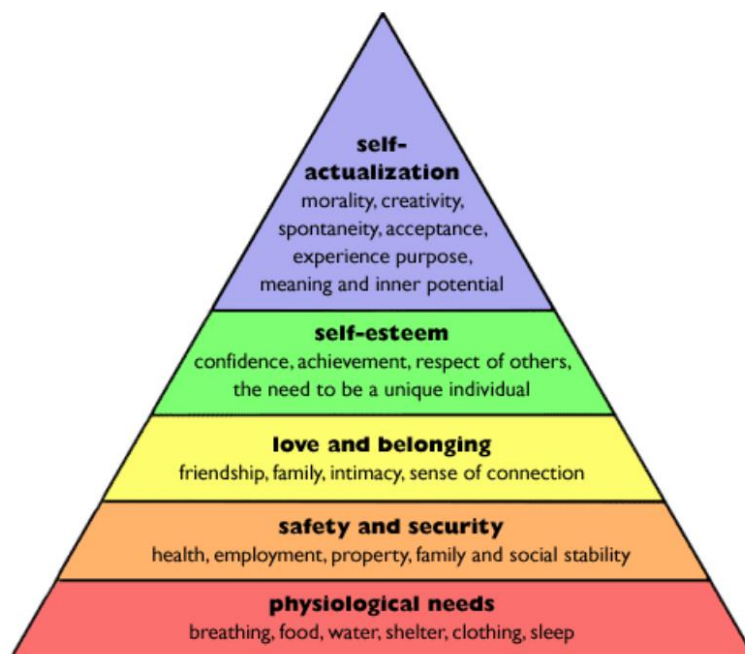 self-
actualization
morality, creativity,
spontaneity, acceptance,
experience purpose,
meaning and inner potential
self-esteem
confidence, achievement, respect of others,
the need to be a unique individual
love and belonging
friendship, family, intimacy, sense of connection
safety and security
health, employment, property, family and social stability
physiological needs
breathing, food, water, shelter, clothing, sleep